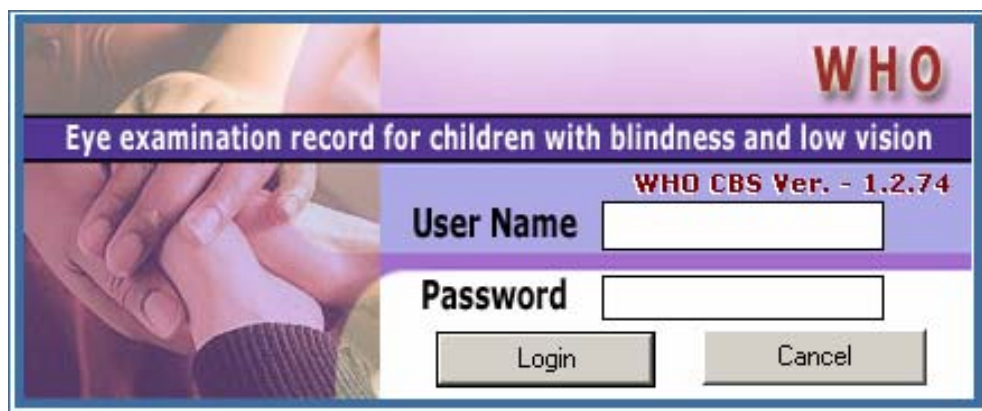 WHO
Eye examination record for children with blindness and low vision
WHO CBS Ver. - 1.2.74
User Name
Password
Login
Cancel